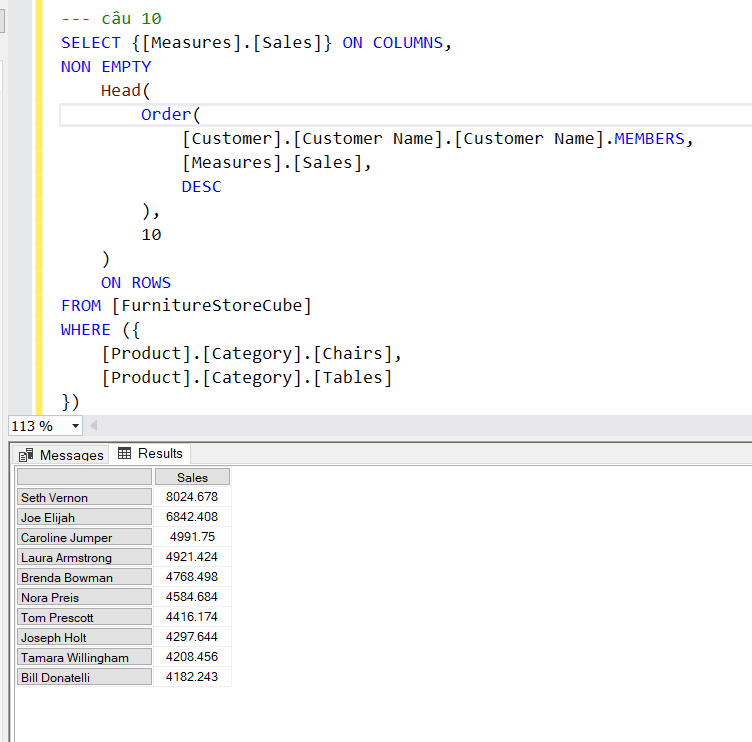 --- câu 10
SELECT {[Measures].[Sales]} ON COLUMNS,
NON EMPTY
    Head(
        Order(
            [Customer].[Customer Name].[Customer Name].MEMBERS,
            [Measures].[Sales],
            DESC
        ),
        10
    )
    ON ROWS
FROM [FurnitureStoreCube]
WHERE ({
    [Product].[Category].[Chairs],
    [Product].[Category].[Tables]
})
113 %
Messages Results
Sales
Seth Vernon 8024.678
Joe Elijah 6842.408
Caroline Jumper 4991.75
Laura Armstrong 4921.424
Brenda Bowman 4768.498
Nora Preis 4584.684
Tom Prescott 4416.174
Joseph Holt 4297.644
Tamara Willingham 4208.456
Bill Donatelli 4182.243